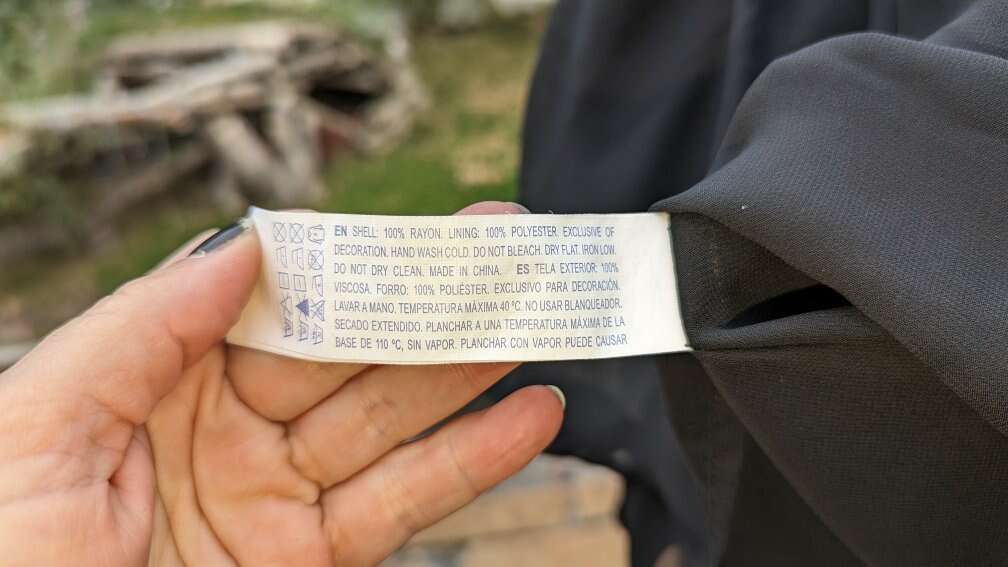 EN SHELL: 100% RAYON. LINING: 100% POLYESTER. EXCLUSIVE OF
DECORATION. HAND WASH COLD. DO NOT BLEACH. DRY FLAT. IRON LOW.
DO NOT DRY CLEAN. MADE IN CHINA. ES TELA EXTERIOR: 100%
VISCOSA. FORRO: 100% POLIÉSTER. EXCLUSIVO PARA DECORACIÓN.
LAVAR A MANO. TEMPERATURA MÁXIMA 40 ºC. NO USAR BLANQUEADOR.
SECADO EXTENDIDO. PLANCHAR A UNA TEMPERATURA MÁXIMA DE LA
BASE DE 110 ºC, SIN VAPOR. PLANCHAR CON VAPOR PUEDE CAUSAR